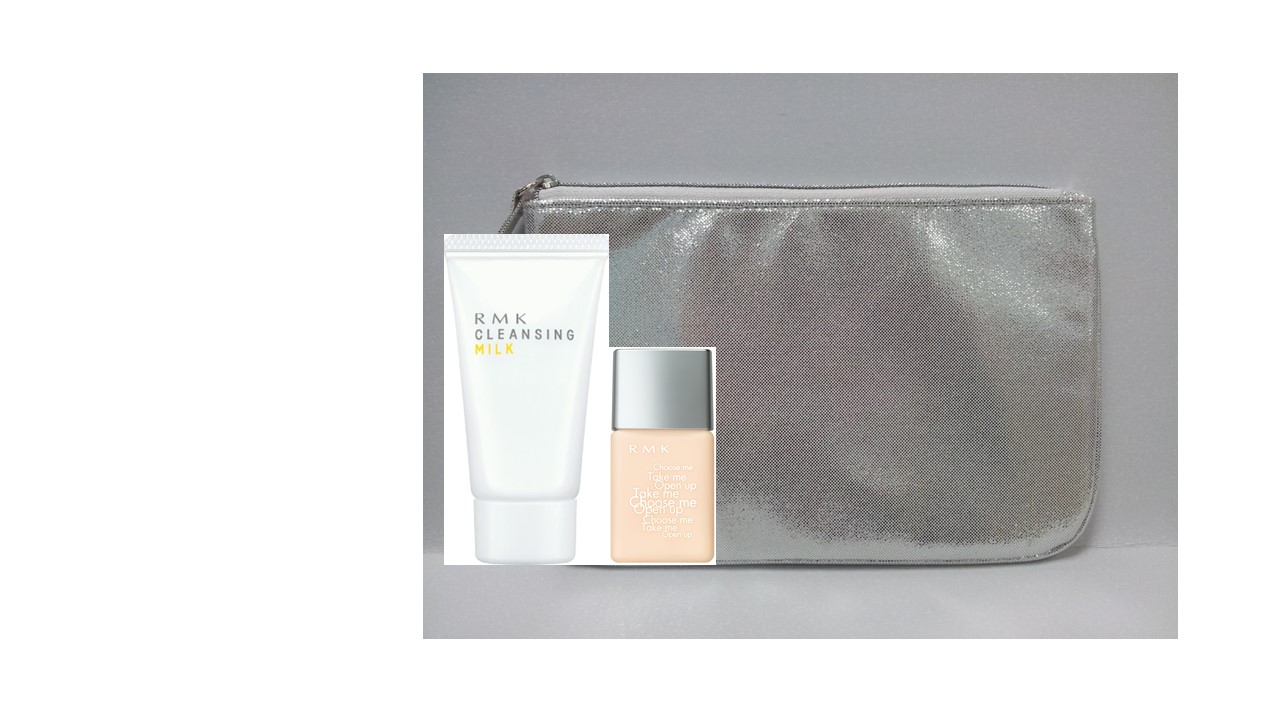 RMK
CLEANSING
MILK
RMK
Choose me
Take me
Open up
Take me
Choose me
Open up
Choose me
Take me
Open up